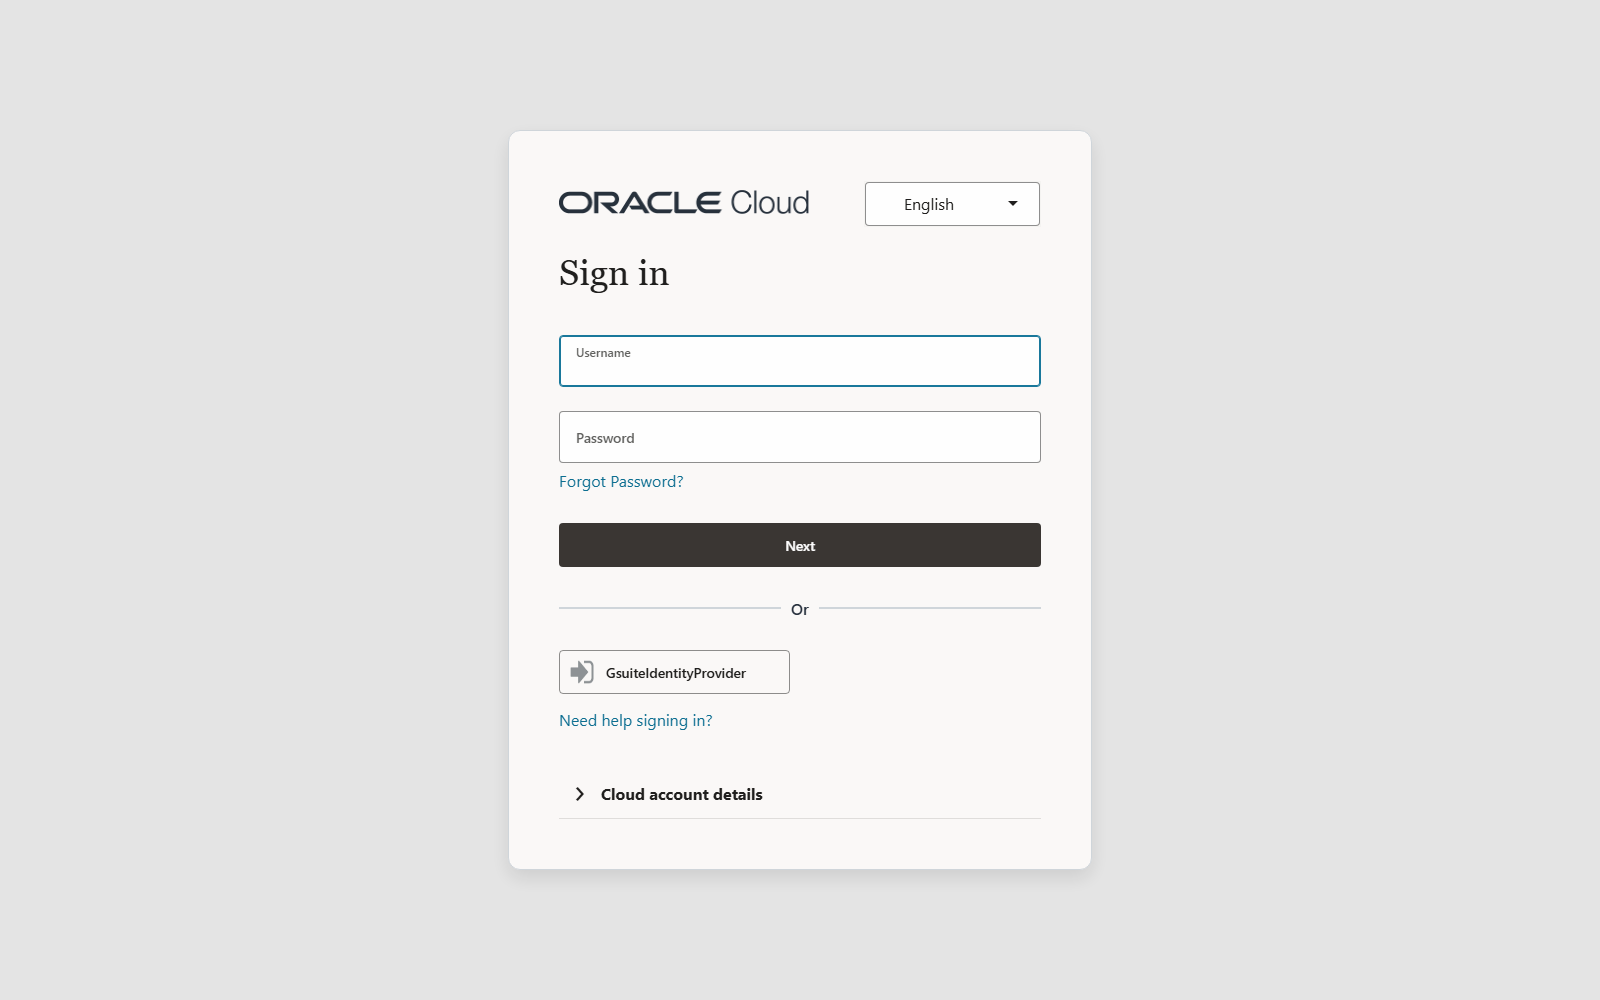 ORACLE Cloud
English
Sign in
Username
Password
Forgot Password?
Next
Or
GsuiteIdentityProvider
Need help signing in?
Cloud account details